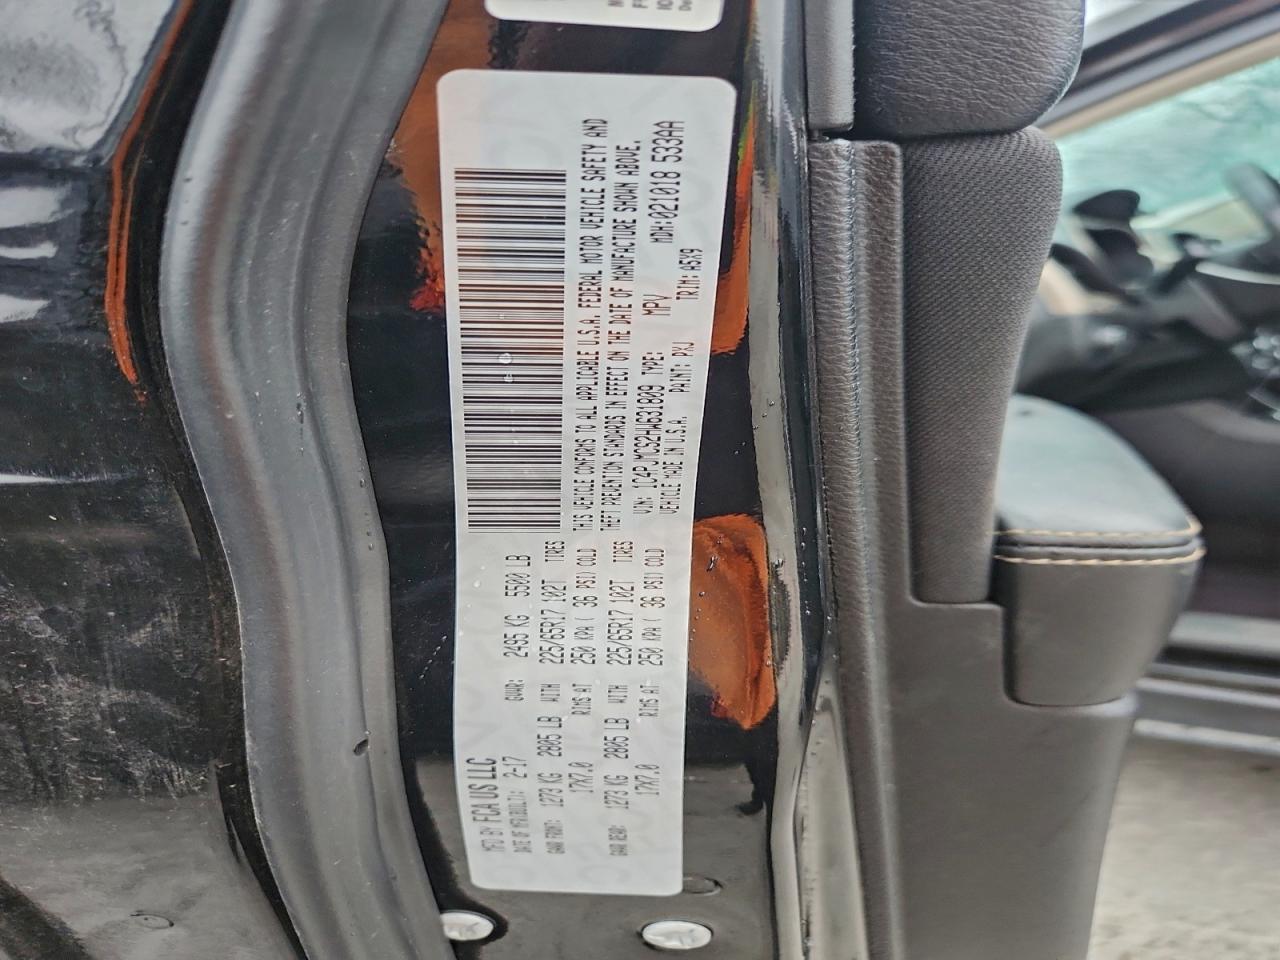 MFD BY FCA US LLC
DATE OF MFR(BUILT): 2-17 GVWR: 2495 KG 5500 LB
GAWR FRONT: 1273 KG 2805 LB WITH 225/65R17 102T TIRES
17X7.0 RIMS AT 250 KPA ( 36 PSI) COLD
GAWR REAR: 1273 KG 2805 LB WITH 225/65R17 102T TIRES
17X7.0 RIMS AT 250 KPA ( 36 PSI) COLD
THIS VEHICLE CONFORMS TO ALL APPLICABLE U.S.A. FEDERAL MOTOR VEHICLE SAFETY AND
THEFT PREVENTION STANDARDS IN EFFECT ON THE DATE OF MANUFACTURE SHOWN ABOVE.
VIN: 1C4PJMCS2HW631809 TYPE: MPV MDH:021018 533AA
VEHICLE MADE IN U.S.A. PAINT: PXJ TRIM: A5X9